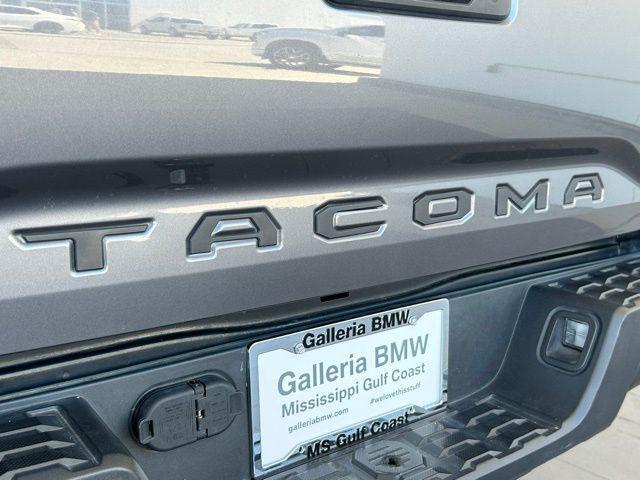 TACOMA
Galleria BMW
Galleria BMW
Mississippi Gulf Coast
galleriabmw.com #welovethisstuff
MS Gulf Coast